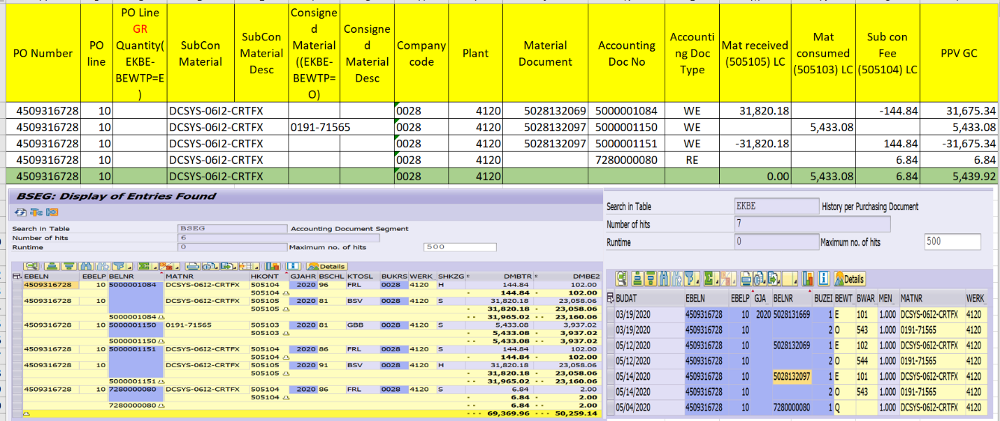 PO Number PO line PO Line GR Quantity( EKBE- BEWTP=E ) SubCon Material SubCon Material Desc Consigne d Material ((EKBE- BEWTP= O) Consigne d Material Desc Company code Plant Material Document Accounting Doc No Accounti ng Doc Type Mat received (505105) LC Mat consumed (505103) LC Sub con Fee (505104) LC PPV GC
4509316728 10 DCSYS-06I2-CRTFX 0028 4120 5028132069 5000001084 WE 31,820.18 -144.84 31,675.34
4509316728 10 DCSYS-06I2-CRTFX 0191-71565 0028 4120 5028132097 5000001150 WE 5,433.08 5,433.08
4509316728 10 DCSYS-06I2-CRTFX 0028 4120 5028132097 5000001151 WE -31,820.18 144.84 -31,675.34
4509316728 10 DCSYS-06I2-CRTFX 0028 4120 7280000080 RE 6.84 6.84
4509316728 10 DCSYS-06I2-CRTFX 0028 4120 0.00 5,433.08 6.84 5,439.92
BSEG: Display of Entries Found
Search in Table BSEG Accounting Document Segment
Number of hits 6
Runtime 0 Maximum no. of hits 500
Details
EBELN EBELP BELNR MATNR HKONT GJAHR BSCHL KTOSL BUKRS WERK SHKZG DMBTR DMBE2
4509316728 10 5000001084 DCSYS-06I2-CRTFX 505104 2020 96 FRL 0028 4120 H 144.84 102.00
505104 144.84 102.00
4509316728 10 DCSYS-06I2-CRTFX 505105 2020 81 BSV 0028 4120 S 31,820.18 23,058.06
505105 31,820.18 23,058.06
5000001084 31,965.02 23,160.06
4509316728 10 5000001150 0191-71565 505103 2020 81 GBB 0028 4120 S 5,433.08 3,937.02
505103 5,433.08 3,937.02
5000001150 5,433.08 3,937.02
4509316728 10 5000001151 DCSYS-06I2-CRTFX 505104 2020 86 FRL 0028 4120 S 144.84 102.00
505104 144.84 102.00
4509316728 10 DCSYS-06I2-CRTFX 505105 2020 91 BSV 0028 4120 H 31,820.18 23,058.06
505105 31,820.18 23,058.06
5000001151 31,965.02 23,160.06
4509316728 10 7280000080 DCSYS-06I2-CRTFX 505104 2020 86 FRL 0028 4120 S 6.84 2.00
505104 6.84 2.00
7280000080 6.84 2.00
69,369.96 50,259.14
Search in Table EKBE History per Purchasing Document
Number of hits 7
Runtime 0 Maximum no. of hits 500
Details
BUDAT EBELN EBELP GJA BELNR BUZEI BEWT BWAR MEN MATNR WERK
03/19/2020 4509316728 10 2020 5028131669 1 E 101 1.000 DCSYS-06I2-CRTFX 4120
03/19/2020 4509316728 10 2 O 543 1.000 0191-71565 4120
05/12/2020 4509316728 10 5028132069 1 E 102 1.000 DCSYS-06I2-CRTFX 4120
05/12/2020 4509316728 10 2 O 544 1.000 0191-71565 4120
05/14/2020 4509316728 10 5028132097 1 E 101 1.000 DCSYS-06I2-CRTFX 4120
05/14/2020 4509316728 10 2 O 543 1.000 0191-71565 4120
05/04/2020 4509316728 10 7280000080 1 Q 1.000 DCSYS-06I2-CRTFX 4120